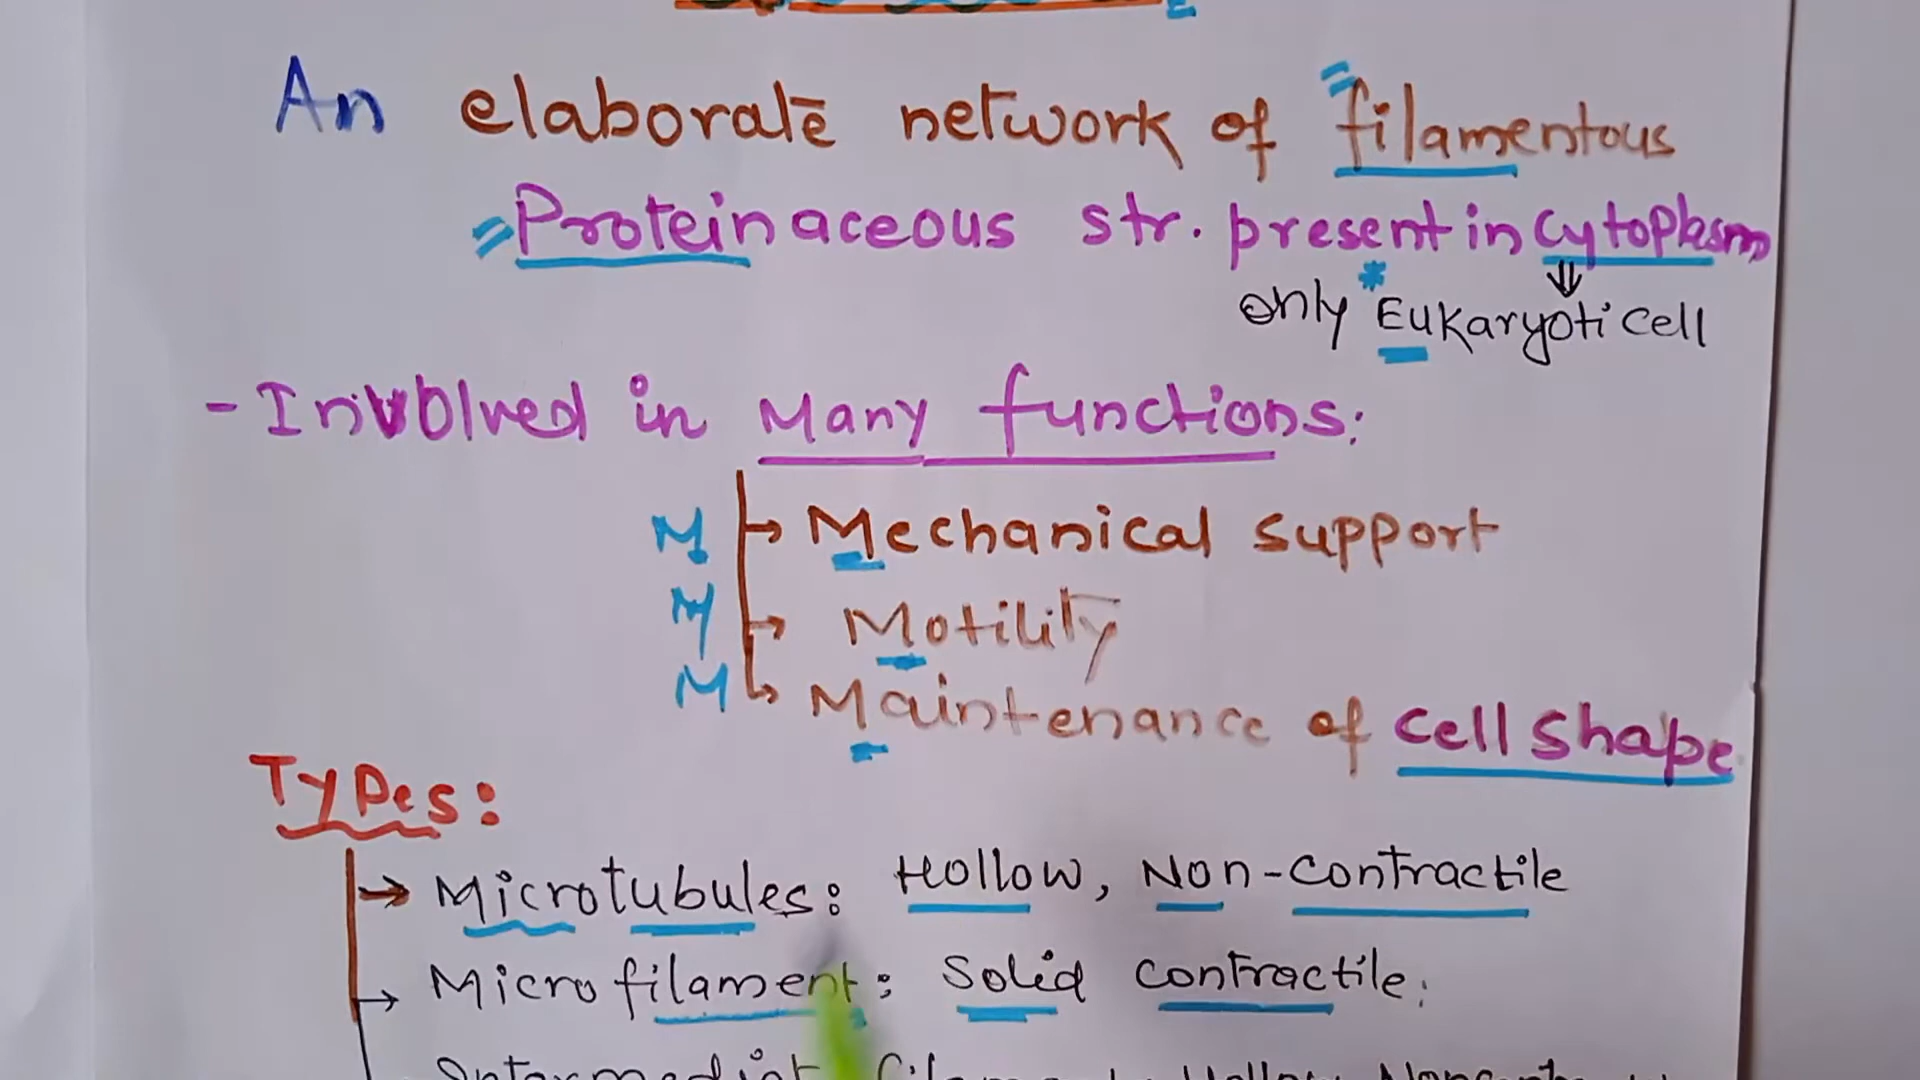 An elaborate network of filamentous
Proteinaceous str. present in Cytoplasm
only *Eukaryoti cell
- Involved in Many functions:
M → Mechanical support
M → Motility
M → Maintenance of cell shape
Types:
→ Microtubules: Hollow, Non-contractile
→ Microfilament: Solid contractile.